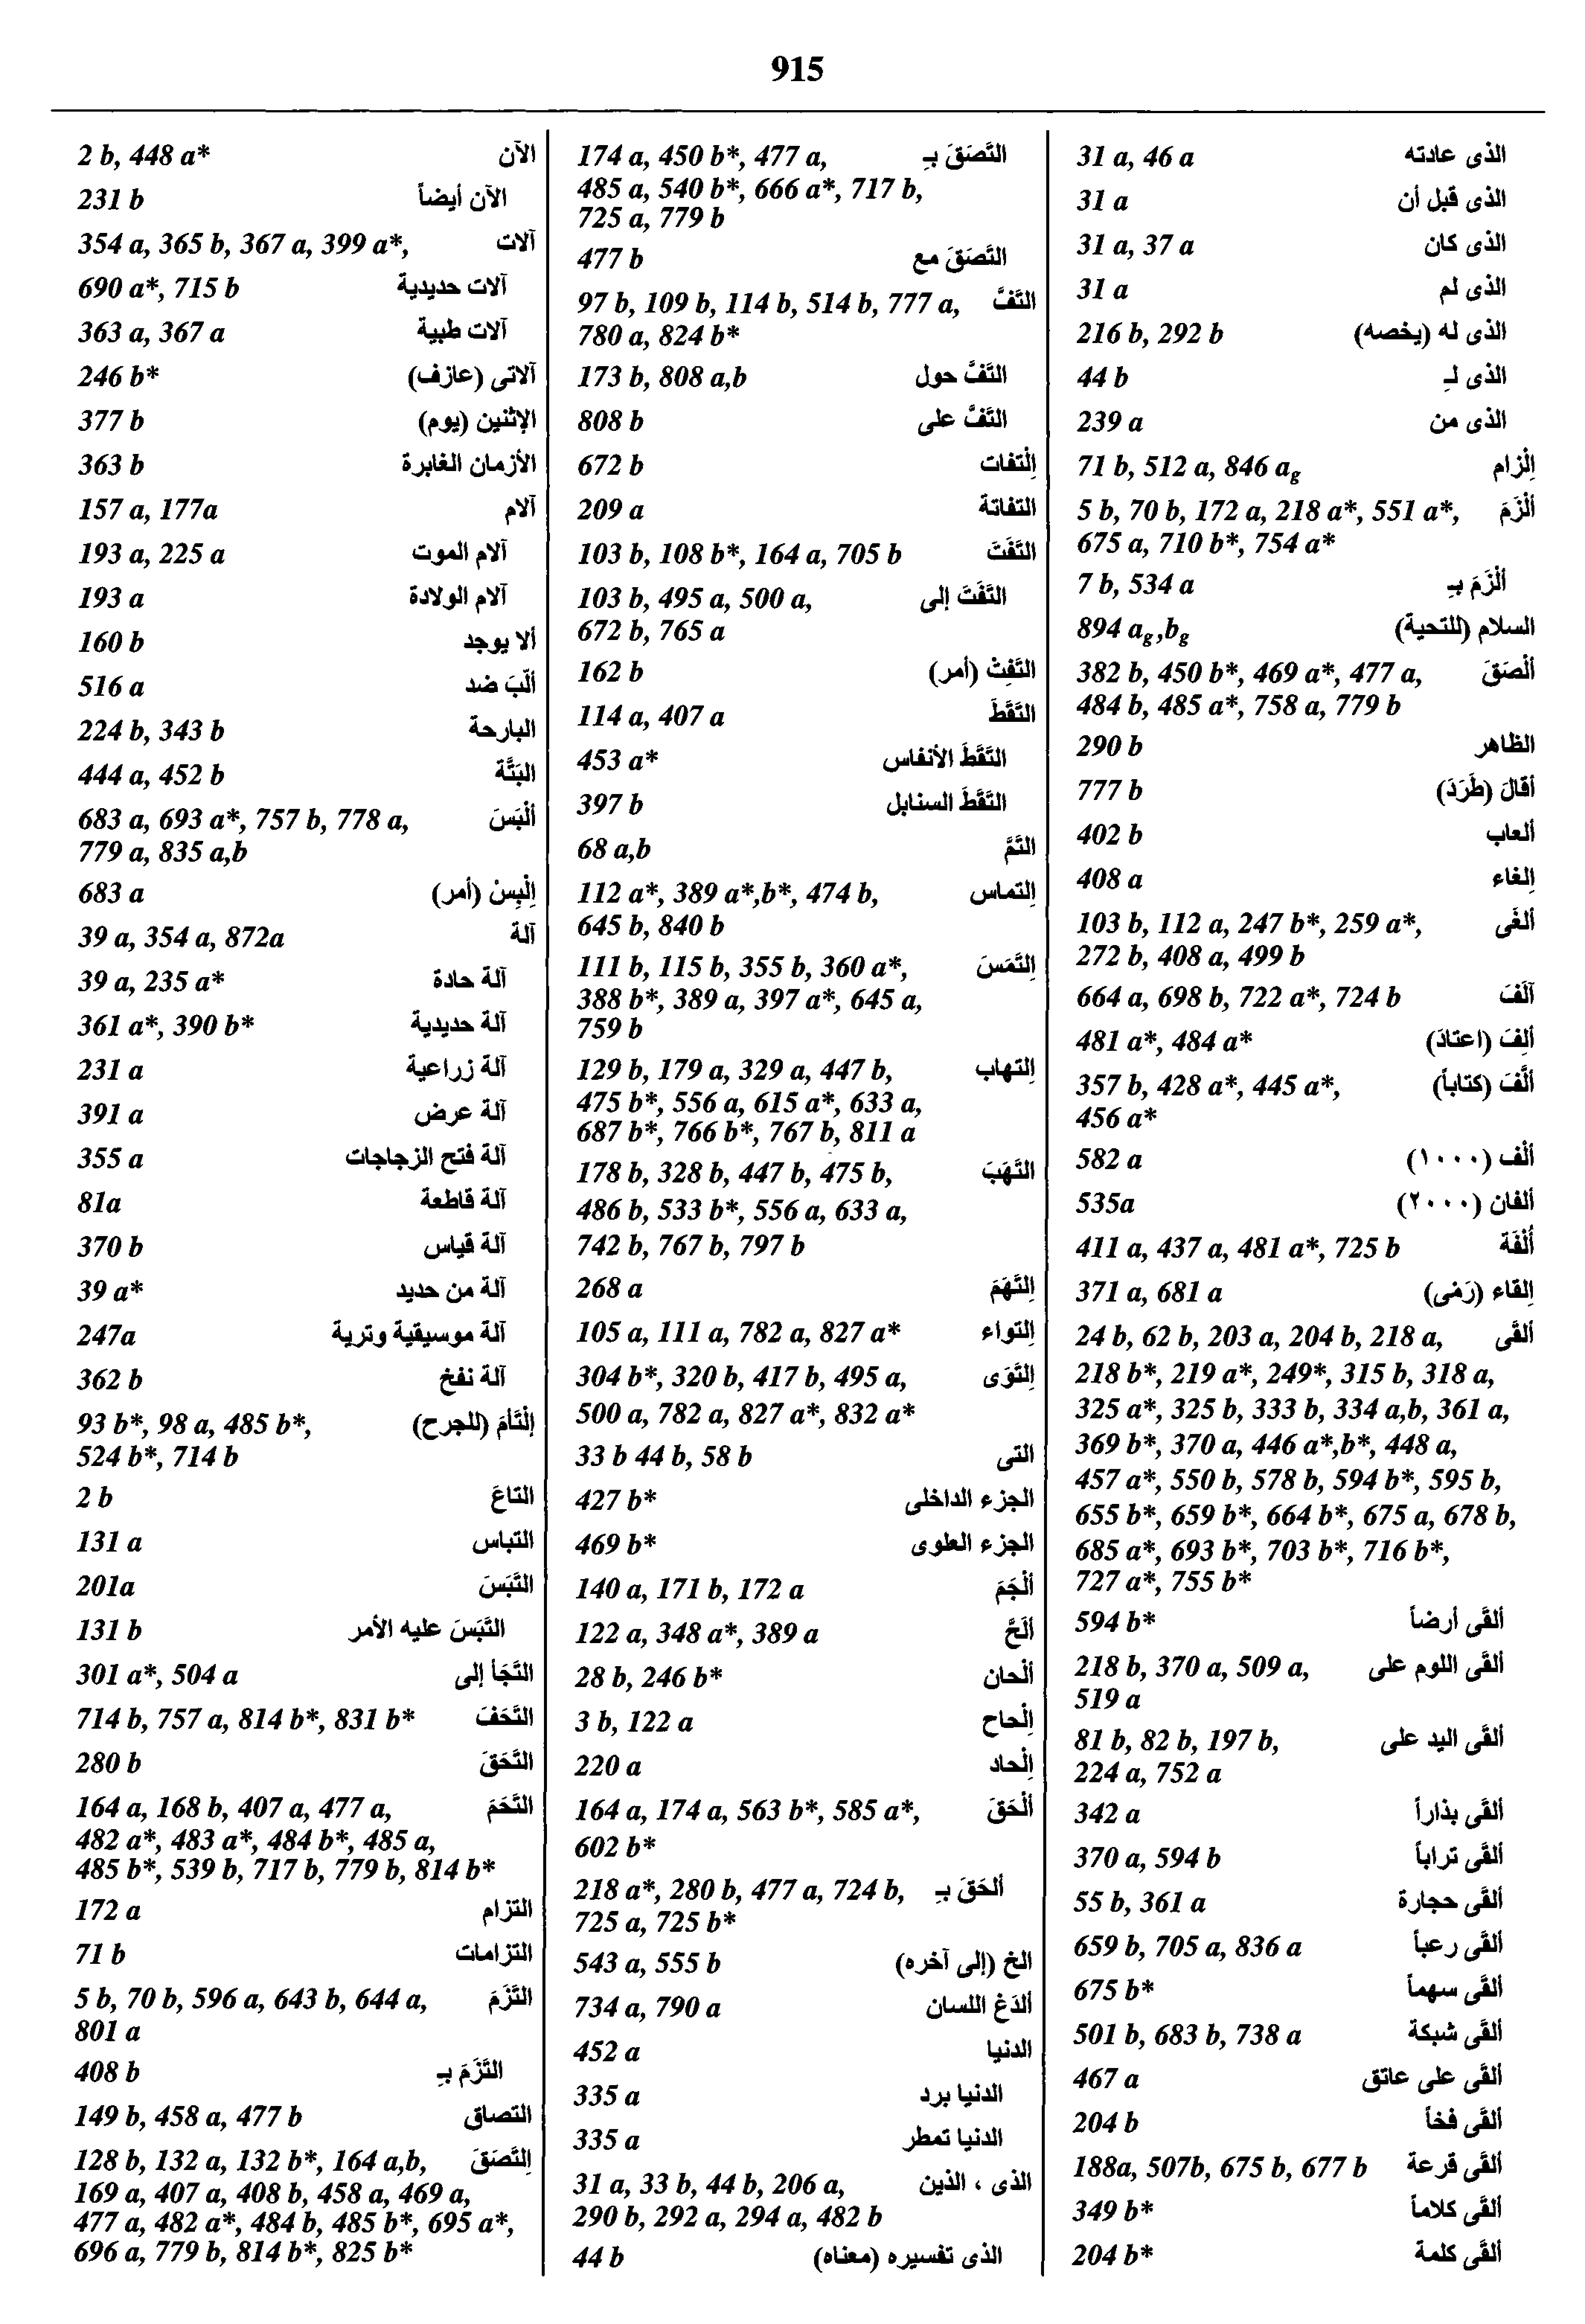 915
الآن 2 b, 448 a*
الآن أيضاً 231 b
آلات 354 a, 365 b, 367 a, 399 a*,
آلات حديدية 690 a*, 715 b
آلات طبية 363 a, 367 a
آلاتى (عازف) 246 b*
الإثنين (يوم) 377 b
الأزمان الغابرة 363 b
آلام 157 a, 177a
آلام الموت 193 a, 225 a
آلام الولادة 193 a
ألا يوجد 160 b
ألَّبَ ضد 516 a
البارحة 224 b, 343 b
البَتَّة 444 a, 452 b
ألْبَسَ 683 a, 693 a*, 757 b, 778 a,
779 a, 835 a,b
إلْبِسْ (أمر) 683 a
آلة 39 a, 354 a, 872a
آلة حادة 39 a, 235 a*
آلة حديدية 361 a*, 390 b*
آلة زراعية 231 a
آلة عرض 391 a
آلة فتح الزجاجات 355 a
آلة قاطعة 81a
آلة قياس 370 b
آلة من حديد 39 a*
آلة موسيقية وترية 247a
آلة نفخ 362 b
إلْتَأمَ (للجرح) 93 b*, 98 a, 485 b*,
524 b*, 714 b
التاعَ 2 b
التباس 131 a
التَبَسَ 201a
التَبَسَ عليه الأمر 131 b
التَجَأ إلى 301 a*, 504 a
التَحَفَ 714 b, 757 a, 814 b*, 831 b*
التَحَقَ 280 b
التَحَمَ 164 a, 168 b, 407 a, 477 a,
482 a*, 483 a*, 484 b*, 485 a,
485 b*, 539 b, 717 b, 779 b, 814 b*
التزام 172 a
التزامات 71 b
التَزَمَ 5 b, 70 b, 596 a, 643 b, 644 a,
801 a
التَزَمَ بـِ 408 b
التصاق 149 b, 458 a, 477 b
إلتَصَقَ 128 b, 132 a, 132 b*, 164 a,b,
169 a, 407 a, 408 b, 458 a, 469 a,
477 a, 482 a*, 484 b, 485 b*, 695 a*,
696 a, 779 b, 814 b*, 825 b*
التَصَقَ بـِ 174 a, 450 b*, 477 a,
485 a, 540 b*, 666 a*, 717 b,
725 a, 779 b
التَصَقَ مع 477 b
التَفَّ 97 b, 109 b, 114 b, 514 b, 777 a,
780 a, 824 b*
التَفَّ حول 173 b, 808 a,b
التَفَّ على 808 b
إلْتفات 672 b
التفاتة 209 a
التَفَتَ 103 b, 108 b*, 164 a, 705 b
التَفَتَ إلى 103 b, 495 a, 500 a,
672 b, 765 a
التَفِتْ (أمر) 162 b
التَقَطَ 114 a, 407 a
التَقَطَ الأنفاس 453 a*
التَقَطَ السنابل 397 b
التَمَّ 68 a,b
إلتماس 112 a*, 389 a*,b*, 474 b,
645 b, 840 b
إلتَمَسَ 111 b, 115 b, 355 b, 360 a*,
388 b*, 389 a, 397 a*, 645 a,
759 b
إلتهاب 129 b, 179 a, 329 a, 447 b,
475 b*, 556 a, 615 a*, 633 a,
687 b*, 766 b*, 767 b, 811 a
التَهَبَ 178 b, 328 b, 447 b, 475 b,
486 b, 533 b*, 556 a, 633 a,
742 b, 767 b, 797 b
إلتَهَمَ 268 a
إلتواء 105 a, 111 a, 782 a, 827 a*
إلتَوَى 304 b*, 320 b, 417 b, 495 a,
500 a, 782 a, 827 a*, 832 a*
التى 33 b 44 b, 58 b
الجزء الداخلى 427 b*
الجزء العلوى 469 b*
ألْجَمَ 140 a, 171 b, 172 a
ألَحَّ 122 a, 348 a*, 389 a
ألْحان 28 b, 246 b*
إلْحاح 3 b, 122 a
إلْحاد 220 a
ألْحَقَ 164 a, 174 a, 563 b*, 585 a*,
602 b*
ألحَقَ بـِ 218 a*, 280 b, 477 a, 724 b,
725 a, 725 b*
الخ (إلى آخره) 543 a, 555 b
ألدَغ اللسان 734 a, 790 a
الدنيا 452 a
الدنيا برد 335 a
الدنيا تمطر 335 a
الذى ، الذين 31 a, 33 b, 44 b, 206 a,
290 b, 292 a, 294 a, 482 b
الذى تفسيره (معناه) 44 b
الذى عادته 31 a, 46 a
الذى قبل أن 31 a
الذى كان 31 a, 37 a
الذى لم 31 a
الذى له (يخصه) 216 b, 292 b
الذى لـِ 44 b
الذى من 239 a
إلْزام 71 b, 512 a, 846 ag
ألْزَمَ 5 b, 70 b, 172 a, 218 a*, 551 a*,
675 a, 710 b*, 754 a*
ألْزَمَ بـِ 7 b, 534 a
السلام (للتحية) 894 ag,bg
ألْصَقَ 382 b, 450 b*, 469 a*, 477 a,
484 b, 485 a*, 758 a, 779 b
الظاهر 290 b
أقالَ (طَرَدَ) 777 b
ألعاب 402 b
إلغاء 408 a
ألغَى 103 b, 112 a, 247 b*, 259 a*,
272 b, 408 a, 499 b
آلَفَ 664 a, 698 b, 722 a*, 724 b
ألِفَ (اعتادَ) 481 a*, 484 a*
ألَّفَ (كتاباً) 357 b, 428 a*, 445 a*,
456 a*
ألْف (١٠٠٠) 582 a
ألفان (٢٠٠٠) 535a
ألْفَة 411 a, 437 a, 481 a*, 725 b
إلقاء (رَمْى) 371 a, 681 a
ألقَى 24 b, 62 b, 203 a, 204 b, 218 a,
218 b*, 219 a*, 249*, 315 b, 318 a,
325 a*, 325 b, 333 b, 334 a,b, 361 a,
369 b*, 370 a, 446 a*,b*, 448 a,
457 a*, 550 b, 578 b, 594 b*, 595 b,
655 b*, 659 b*, 664 b*, 675 a, 678 b,
685 a*, 693 b*, 703 b*, 716 b*,
727 a*, 755 b*
ألقَى أرضاً 594 b*
ألقَى اللوم على 218 b, 370 a, 509 a,
519 a
ألقَى اليد على 81 b, 82 b, 197 b,
224 a, 752 a
ألقَى بذاراً 342 a
ألقَى تراباً 370 a, 594 b
ألقَى حجارة 55 b, 361 a
ألقَى رعباً 659 b, 705 a, 836 a
ألقَى سهماً 675 b*
ألقَى شبكة 501 b, 683 b, 738 a
ألقَى على عاتق 467 a
ألقَى فخاً 204 b
ألقَى قرعة 188a, 507b, 675 b, 677 b
ألقَى كلاماً 349 b*
ألقَى كلمة 204 b*